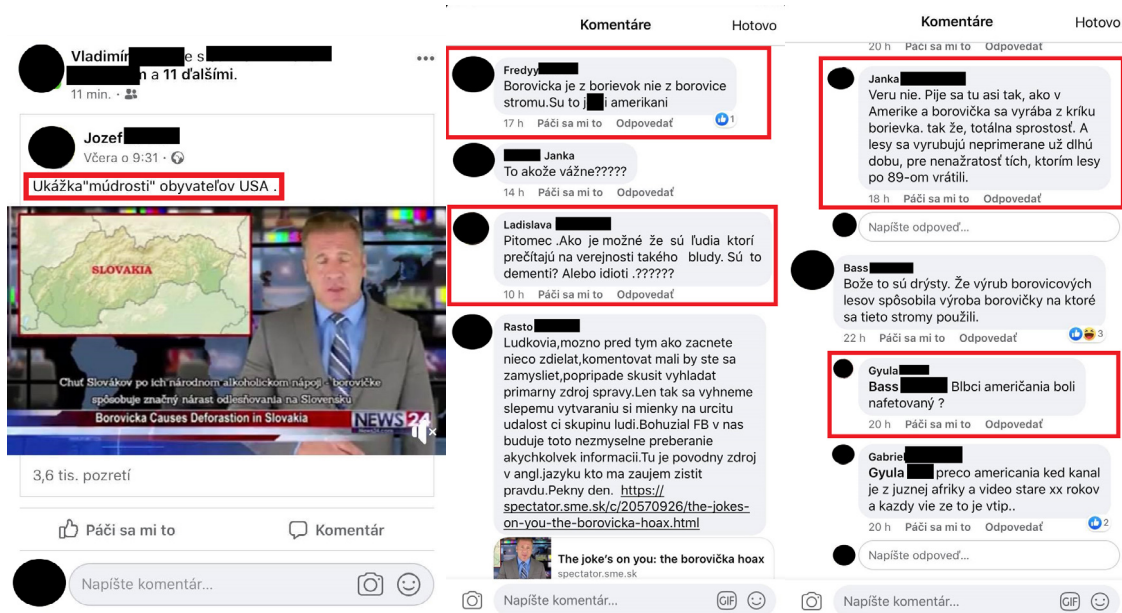 Vladimír e s
m a 11 ďalšími.
11 min. ·
Jozef
Včera o 9:31 ·
Ukážka"múdrosti" obyvateľov USA .
SLOVAKIA
Chuť Slovákov po ich národnom alkoholickom nápoji - borovičke
spôsobuje značný nárast odlesňovania na Slovensku
Borovicka Causes Deforastion in Slovakia
NEWS 24
3,6 tis. pozretí
Páči sa mi to
Komentár
Napíšte komentár...
Komentáre
Hotovo
Fredyy
Borovicka je z borievok nie z borovice
stromu.Su to j i amerikani
17 h Páči sa mi to Odpovedať 1
Janka
To akože vážne?????
14 h Páči sa mi to Odpovedať
Ladislava
Pitomec .Ako je možné že sú ľudia ktorí
prečítajú na verejnosti takého bludy. Sú to
dementi? Alebo idioti .??????
10 h Páči sa mi to Odpovedať
Rasto
Ludkovia,mozno pred tym ako zacnete
nieco zdielat,komentovat mali by ste sa
zamysliet,popripade skusit vyhladat
primarny zdroj spravy.Len tak sa vyhneme
slepemu vytvaraniu si mienky na urcitu
udalost ci skupinu ludi.Bohuzial FB v nas
buduje toto nezmyselne preberanie
akychkolvek informacii.Tu je povodny zdroj
v angl.jazyku kto ma zaujem zistit
pravdu.Pekny den. https://
spectator.sme.sk/c/20570926/the-jokes-
on-you-the-borovicka-hoax.html
The joke’s on you: the borovička hoax
spectator.sme.sk
Napíšte komentár...
GIF
Komentáre
Hotovo
20 h Páči sa mi to Odpovedať
Janka
Veru nie. Pije sa tu asi tak, ako v
Amerike a borovička sa vyrába z kríku
borievka. tak že, totálna sprostosť. A
lesy sa vyrubujú neprimerane už dlhú
dobu, pre nenažratosť tých, ktorím lesy
po 89-om vrátili.
18 h Páči sa mi to Odpovedať
Napíšte odpoveď...
Bass
Bože to sú drýsty. Že výrub borovicových
lesov spôsobila výroba borovičky na ktoré
sa tieto stromy použili.
22 h Páči sa mi to Odpovedať 3
Gyula
Bass Blbci američania boli
nafetovaný ?
20 h Páči sa mi to Odpovedať
Gabriel
Gyula preco americania ked kanal
je z juznej afriky a video stare xx rokov
a kazdy vie ze to je vtip..
20 h Páči sa mi to Odpovedať 2
Napíšte odpoveď...
Napíšte komentár...
GIF